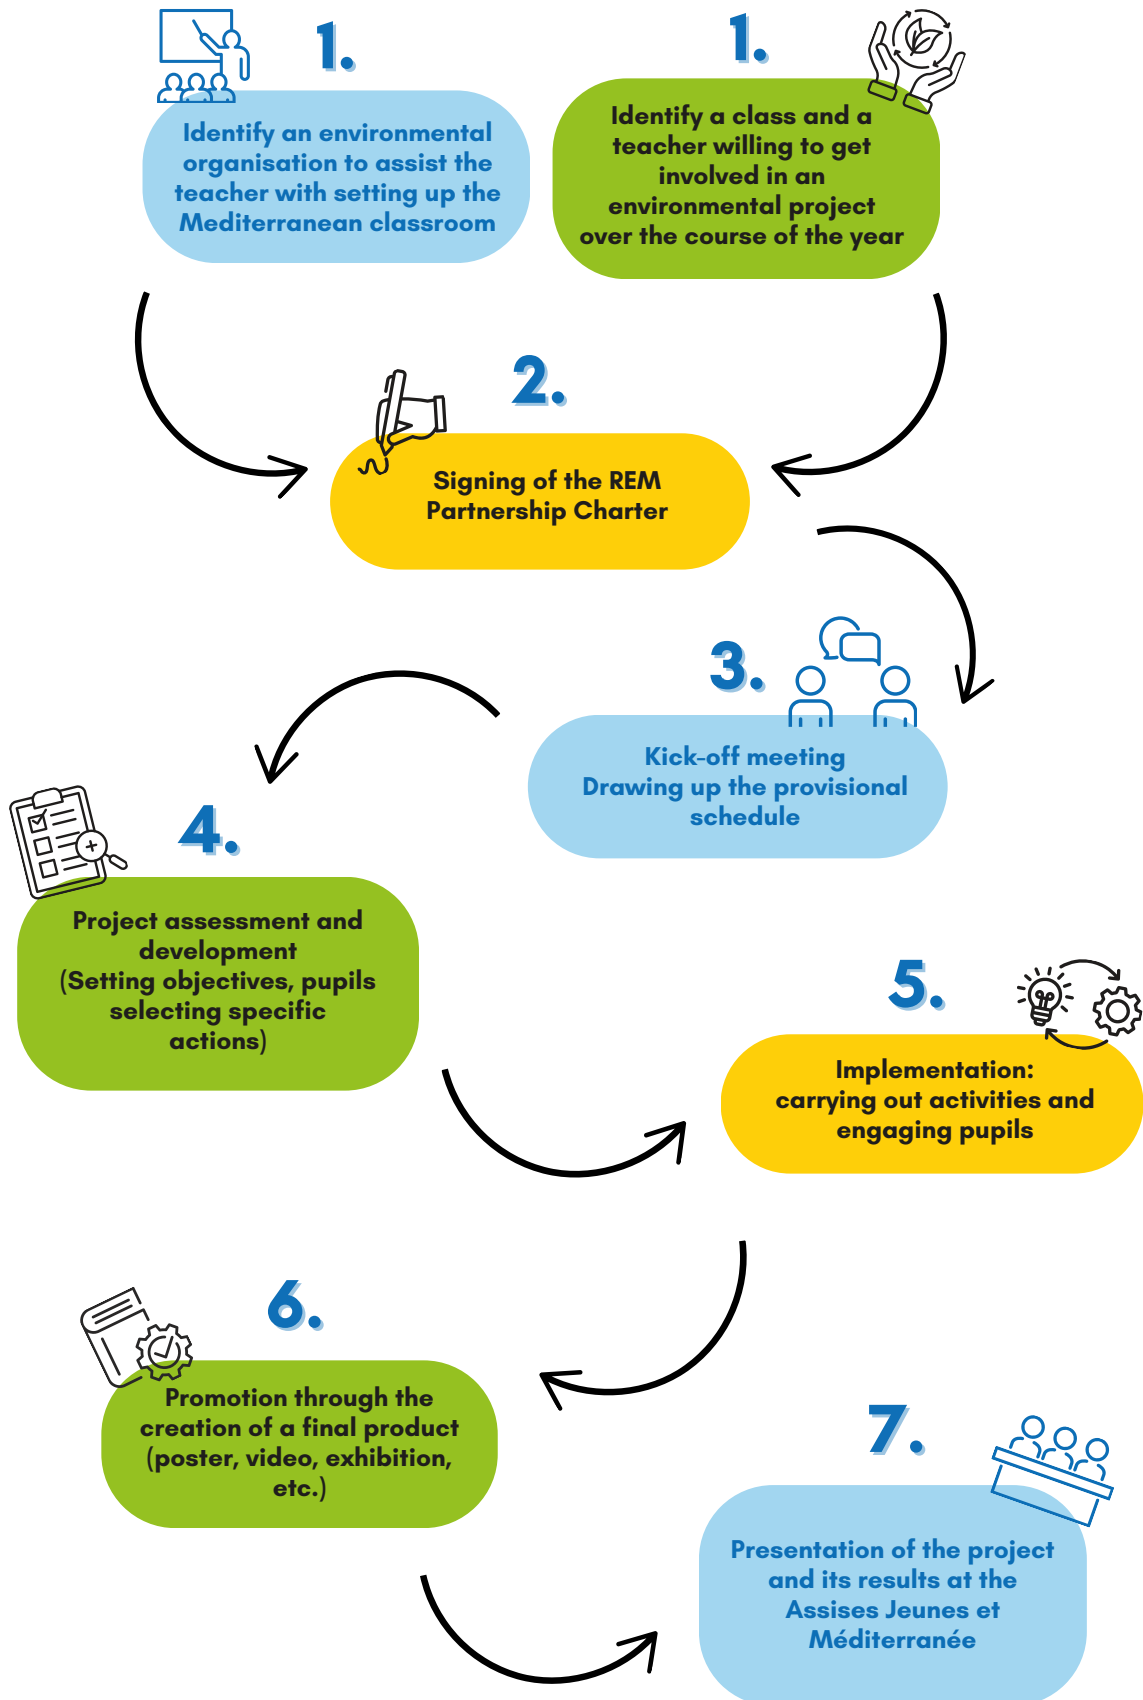 1.
Identify an environmental
organisation to assist the
teacher with setting up the
Mediterranean classroom
1.
Identify a class and a
teacher willing to get
involved in an
environmental project
over the course of the year
2.
Signing of the REM
Partnership Charter
3.
Kick-off meeting
Drawing up the provisional
schedule
4.
Project assessment and
development
(Setting objectives, pupils
selecting specific
actions)
5.
Implementation:
carrying out activities and
engaging pupils
6.
Promotion through the
creation of a final product
(poster, video, exhibition,
etc.)
7.
Presentation of the project
and its results at the
Assises Jeunes et
Méditerranée